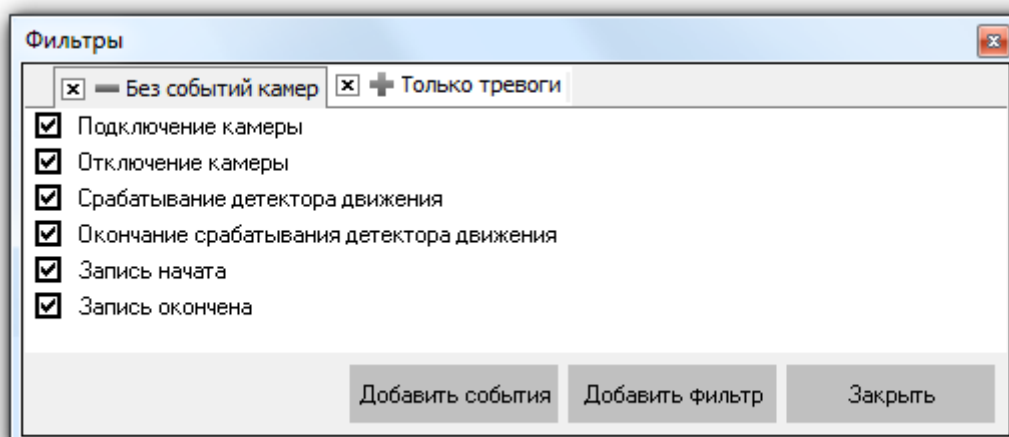 Фильтры
Без событий камер Только тревоги
Подключение камеры
Отключение камеры
Срабатывание детектора движения
Окончание срабатывания детектора движения
Запись начата
Запись окончена
Добавить события Добавить фильтр Закрыть